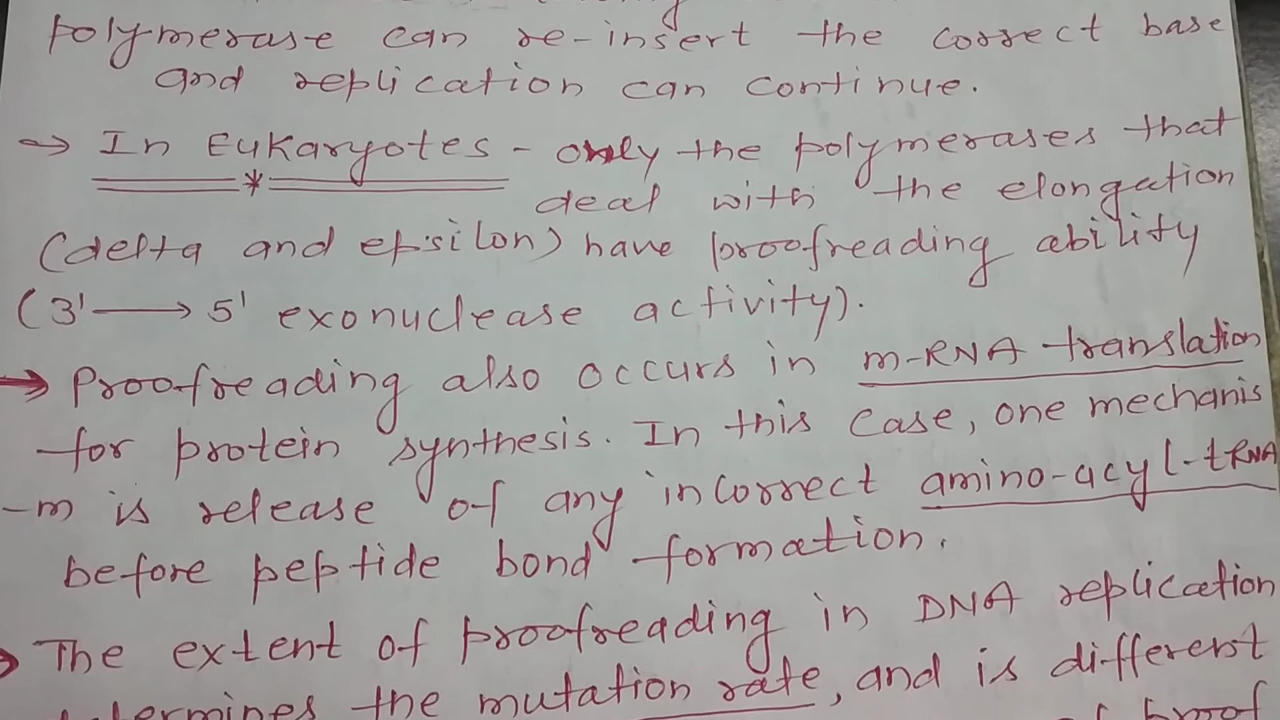 polymerase can re-insert the correct base
and replication can continue.
→ In Eukaryotes - only the polymerases that
deal with the elongation
(delta and epsilon) have proofreading ability
(3' → 5' exonuclease activity).
→ Proofreading also occurs in m-RNA translation
for protein synthesis. In this case, one mechanis
-m is release of any incorrect amino-acyl-tRNA
before peptide bond formation.
The extent of proofreading in DNA replication
the mutation rate, and is different